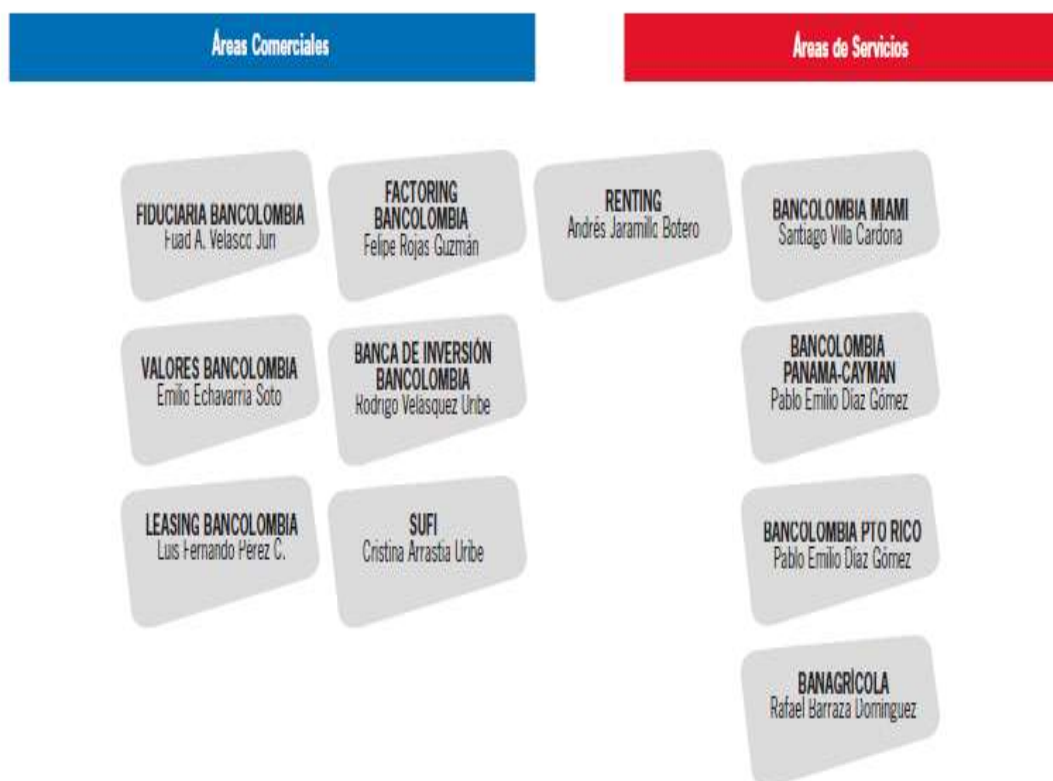 Áreas Comerciales
Áreas de Servicios
FIDUCIARIA BANCOLOMBIA
Fuad A. Velasco Juri
FACTORING
BANCOLOMBIA
Felipe Rojas Guzmán
RENTING
Andrés Jaramillo Botero
BANCOLOMBIA MIAMI
Santiago Villa Cardona
VALORES BANCOLOMBIA
Emilio Echavarria Soto
BANCA DE INVERSIÓN
BANCOLOMBIA
Rodrigo Velásquez Uribe
BANCOLOMBIA
PANAMA-CAYMAN
Pablo Emilio Díaz Gómez
LEASING BANCOLOMBIA
Luis Fernando Pérez C.
SUFI
Cristina Arrastia Uribe
BANCOLOMBIA PTO RICO
Pablo Emilio Díaz Gómez
BANAGRÍCOLA
Rafael Barraza Domínguez